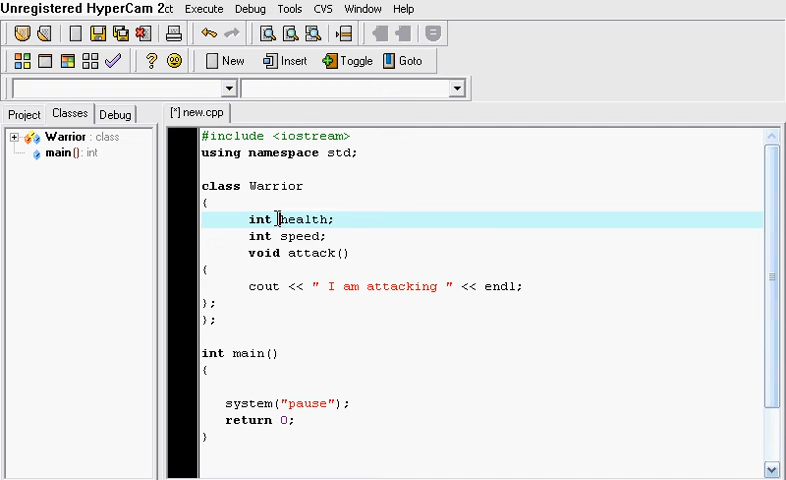 Unregistered HyperCam 2ct Execute Debug Tools CVS Window Help
New Insert Toggle Goto
Project Classes Debug [*] new.cpp
Warrior : class
main() : int
#include <iostream>
using namespace std;
class Warrior
{
int health;
int speed;
void attack()
{
cout << " I am attacking " << endl;
};
};
int main()
{
system("pause");
return 0;
}